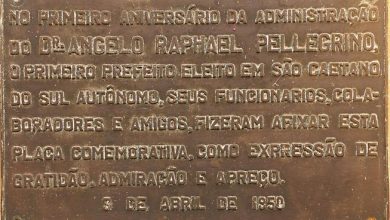 NO PRIMEIRO ANIVERSÁRIO DA ADMINISTRAÇÃO
DO DR. ANGELO RAPHAEL PELLEGRINO,
O PRIMEIRO PREFEITO ELEITO EM SÃO CAETANO
DO SUL AUTÔNOMO, SEUS FUNCIONÁRIOS, COLA-
BORADORES E AMIGOS, FIZERAM AFIXAR ESTA
PLACA COMEMORATIVA, COMO EXPRESSÃO DE
GRATIDÃO, ADMIRAÇÃO E APREÇO.
3 DE ABRIL DE 1950